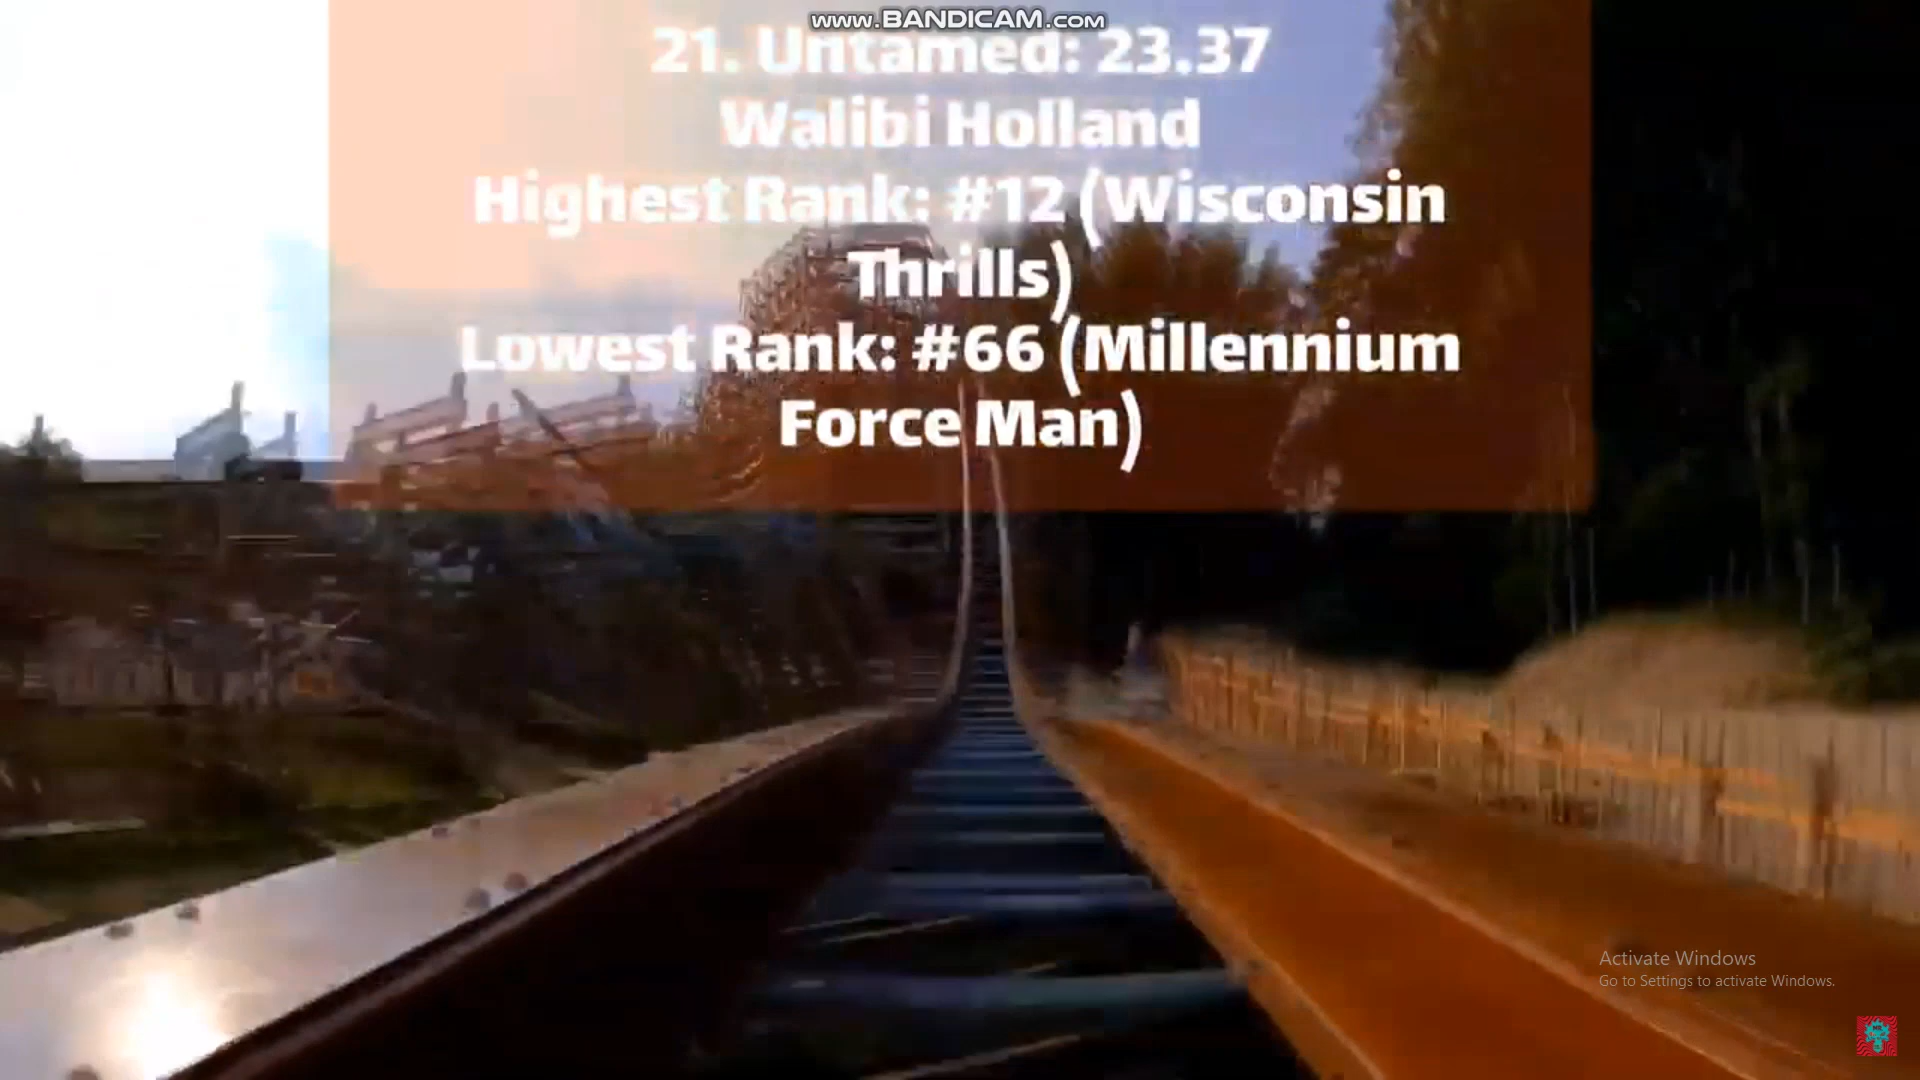 www.BANDICAM.com
21. Untamed: 23.37
Walibi Holland
Highest Rank: #12 (Wisconsin
Thrills)
Lowest Rank: #66 (Millennium
Force Man)
Activate Windows
Go to Settings to activate Windows.